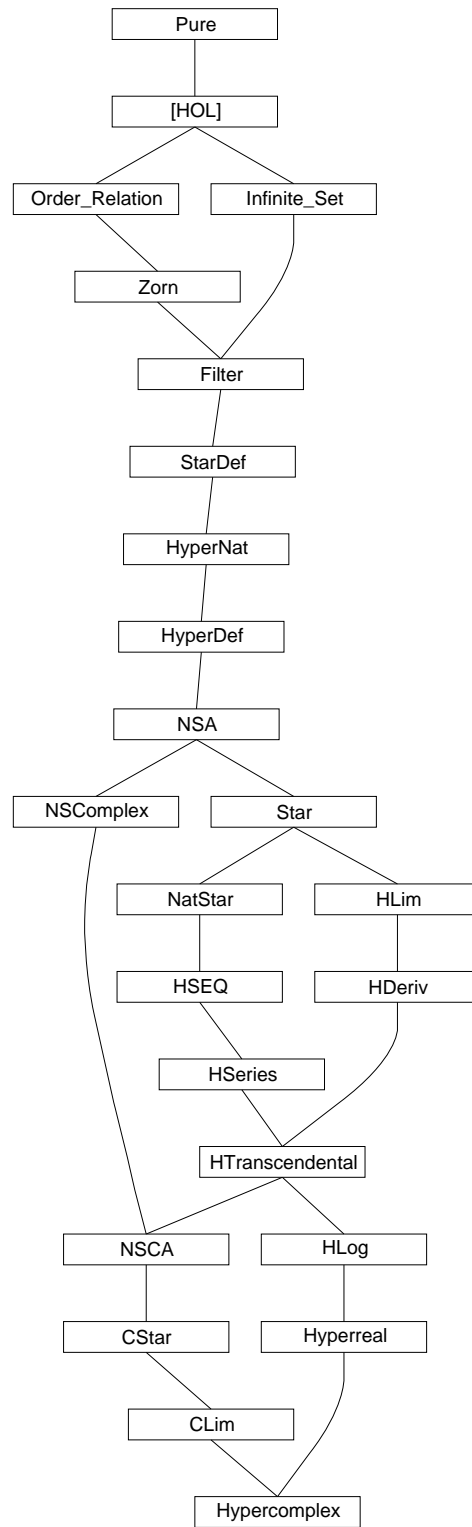 Pure
[HOL]
Order_Relation
Infinite_Set
Zorn
Filter
StarDef
HyperNat
HyperDef
NSA
NSComplex
Star
NatStar
HLim
HSEQ
HDeriv
HSeries
HTranscendental
NSCA
HLog
CStar
Hyperreal
CLim
Hypercomplex